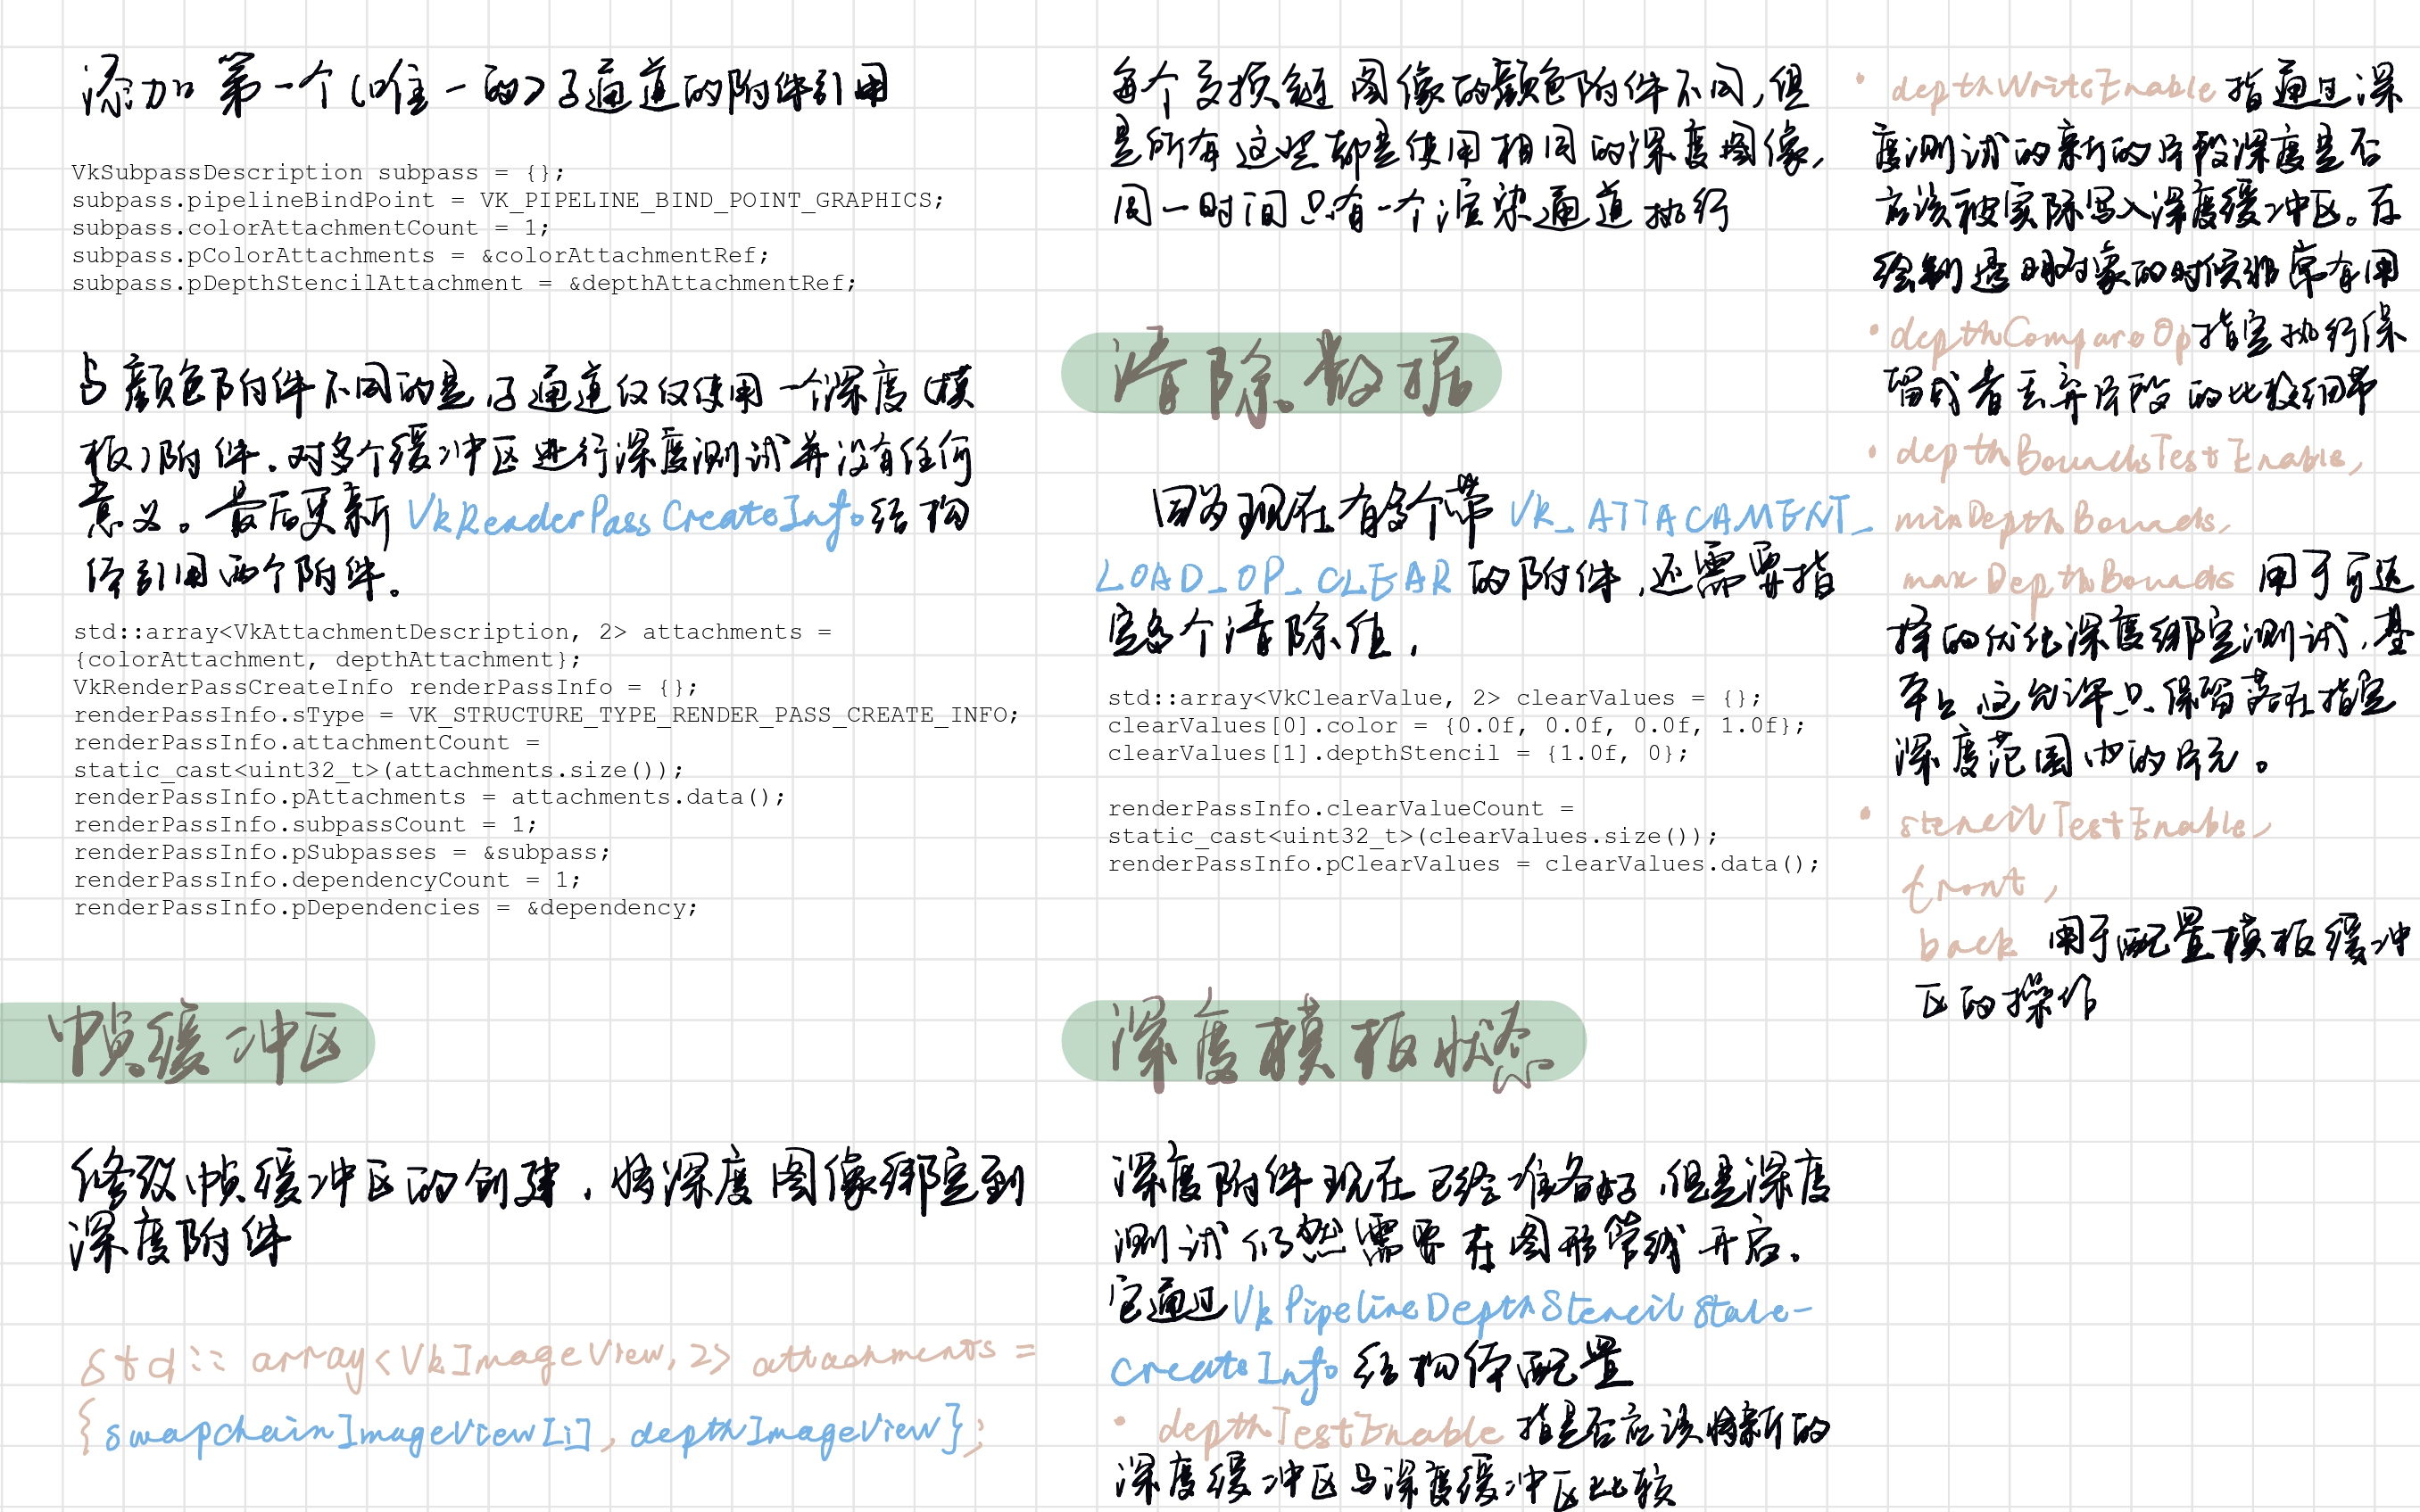 添加第一个(唯一的)子通道的附件引用
VkSubpassDescription subpass = {};
subpass.pipelineBindPoint = VK_PIPELINE_BIND_POINT_GRAPHICS;
subpass.colorAttachmentCount = 1;
subpass.pColorAttachments = &colorAttachmentRef;
subpass.pDepthStencilAttachment = &depthAttachmentRef;
与颜色附件不同的是,子通道仅仅使用一个深度(模
板)附件。对多个缓冲区进行深度测试并没有任何
意义。最后更新 VkRenderPassCreateInfo 结构
体引用两个附件。
std::array<VkAttachmentDescription, 2> attachments =
{colorAttachment, depthAttachment};
VkRenderPassCreateInfo renderPassInfo = {};
renderPassInfo.sType = VK_STRUCTURE_TYPE_RENDER_PASS_CREATE_INFO;
renderPassInfo.attachmentCount =
static_cast<uint32_t>(attachments.size());
renderPassInfo.pAttachments = attachments.data();
renderPassInfo.subpassCount = 1;
renderPassInfo.pSubpasses = &subpass;
renderPassInfo.dependencyCount = 1;
renderPassInfo.pDependencies = &dependency;
帧缓冲区
修改帧缓冲区的创建,将深度图像绑定到
深度附件
std::array<VkImageView,2> attachments =
{swapchainImageView[i], depthImageView};
每个交换链图像的颜色附件不同,但
是所有这些都是使用相同的深度图像,
同一时间只有一个渲染通道执行
清除数据
因为现在有多个带 VK_ATTACAMENT_
LOAD_OP_CLEAR 的附件,还需要指
定多个清除值,
std::array<VkClearValue, 2> clearValues = {};
clearValues[0].color = {0.0f, 0.0f, 0.0f, 1.0f};
clearValues[1].depthStencil = {1.0f, 0};
renderPassInfo.clearValueCount =
static_cast<uint32_t>(clearValues.size());
renderPassInfo.pClearValues = clearValues.data();
深度模板状态
深度附件现在已经准备好,但是深度
测试仍然需要在图形管线开启。
它通过 VkPipelineDepthStencilState-
CreateInfo 结构体配置
• depthTestEnable 指是否应该将新的
深度缓冲区与深度缓冲区比较
• depthWriteEnable 指通过深
度测试的新的片段深度是否
应该被实际写入深度缓冲区。在
绘制透明对象的时候非常有用
• depthCompareOp 指定执行保
留或者丢弃片段的比较细节
• depthBoundsTestEnable,
minDepthBounds,
maxDepthBounds 用于可选
择的优化深度绑定测试,基
本上这允许只保留落在指定
深度范围内的片元。
• stencilTestEnable,
front,
back 用于配置模板缓冲
区的操作